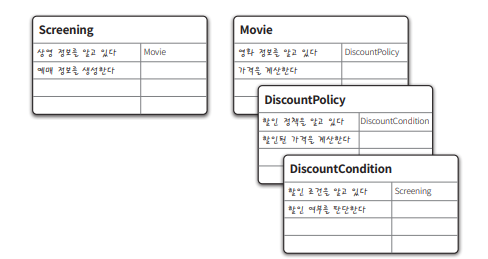 Screening
상영 정보를 알고 있다 Movie
예매 정보를 생성한다
Movie
영화 정보를 알고 있다 DiscountPolicy
가격을 계산한다
DiscountPolicy
할인 정책을 알고 있다 DiscountCondition
할인된 가격을 계산한다
DiscountCondition
할인 조건을 알고 있다 Screening
할인 여부를 판단한다